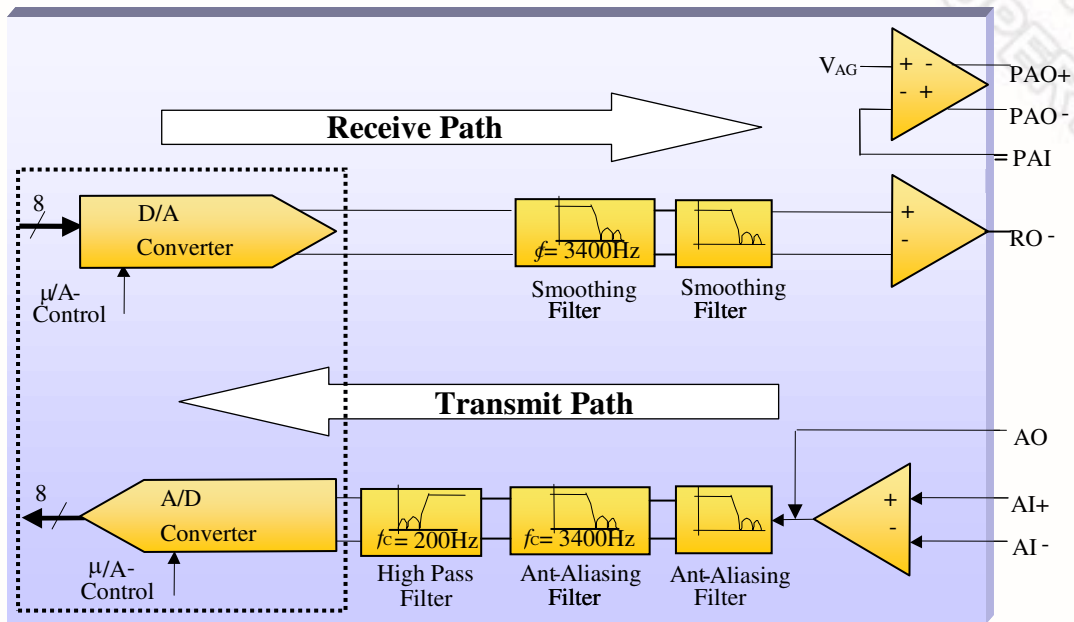 V_AG
+ -
- +
PAO+
PAO -
= PAI
Receive Path
8
D/A
Converter
μ/A-
Control
fc= 3400Hz
Smoothing
Filter
Smoothing
Filter
+
-
RO -
Transmit Path
AO
8
A/D
Converter
μ/A-
Control
fc= 200Hz
High Pass
Filter
fc= 3400Hz
Ant-Aliasing
Filter
Ant-Aliasing
Filter
+
-
AI+
AI -